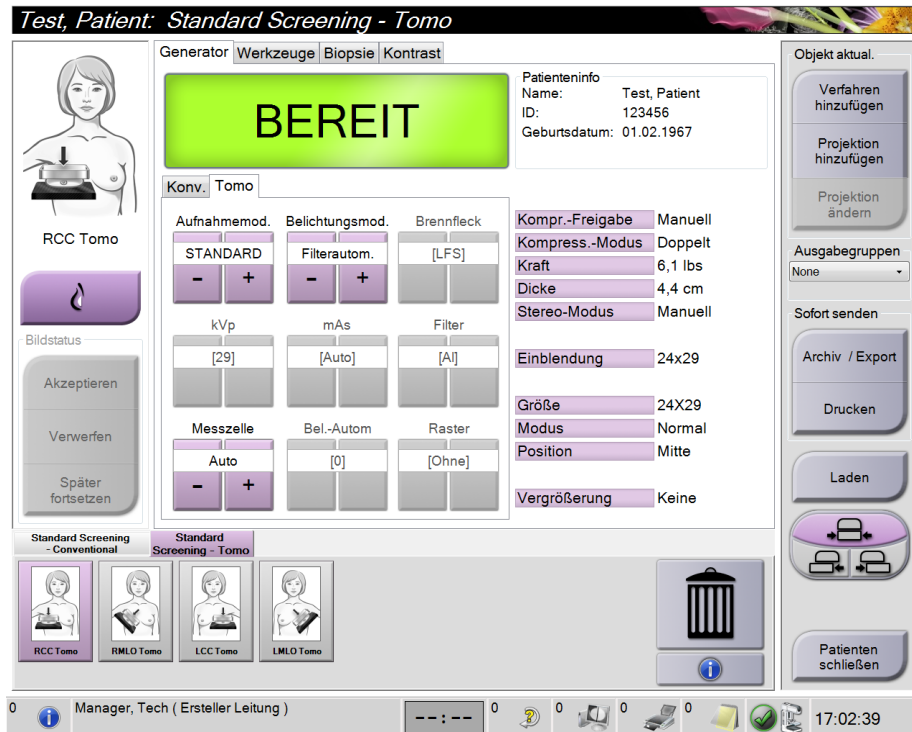 Test, Patient: Standard Screening - Tomo
RCC Tomo
Bildstatus
Akzeptieren
Verwerfen
Später
fortsetzen
Generator Werkzeuge Biopsie Kontrast
BEREIT
Patienteninfo
Name: Test, Patient
ID: 123456
Geburtsdatum: 01.02.1967
Konv. Tomo
Aufnahmemod. Belichtungsmod. Brennfleck
STANDARD Filterautom. [LFS]
- + - +
kVp mAs Filter
[29] [Auto] [Al]
Messzelle Bel.-Autom Raster
Auto [0] [Ohne]
- +
Kompr.-Freigabe Manuell
Kompress.-Modus Doppelt
Kraft 6,1 lbs
Dicke 4,4 cm
Stereo-Modus Manuell
Einblendung 24x29
Größe 24X29
Modus Normal
Position Mitte
Vergrößerung Keine
Objekt aktual.
Verfahren
hinzufügen
Projektion
hinzufügen
Projektion
ändern
Ausgabegruppen
None
Sofort senden
Archiv / Export
Drucken
Laden
Patienten
schließen
Standard Screening
- Conventional
Standard
Screening - Tomo
RCC Tomo
RMLO Tomo
LCC Tomo
LMLO Tomo
0 Manager, Tech ( Ersteller Leitung ) --:-- 0 0 0 0 17:02:39